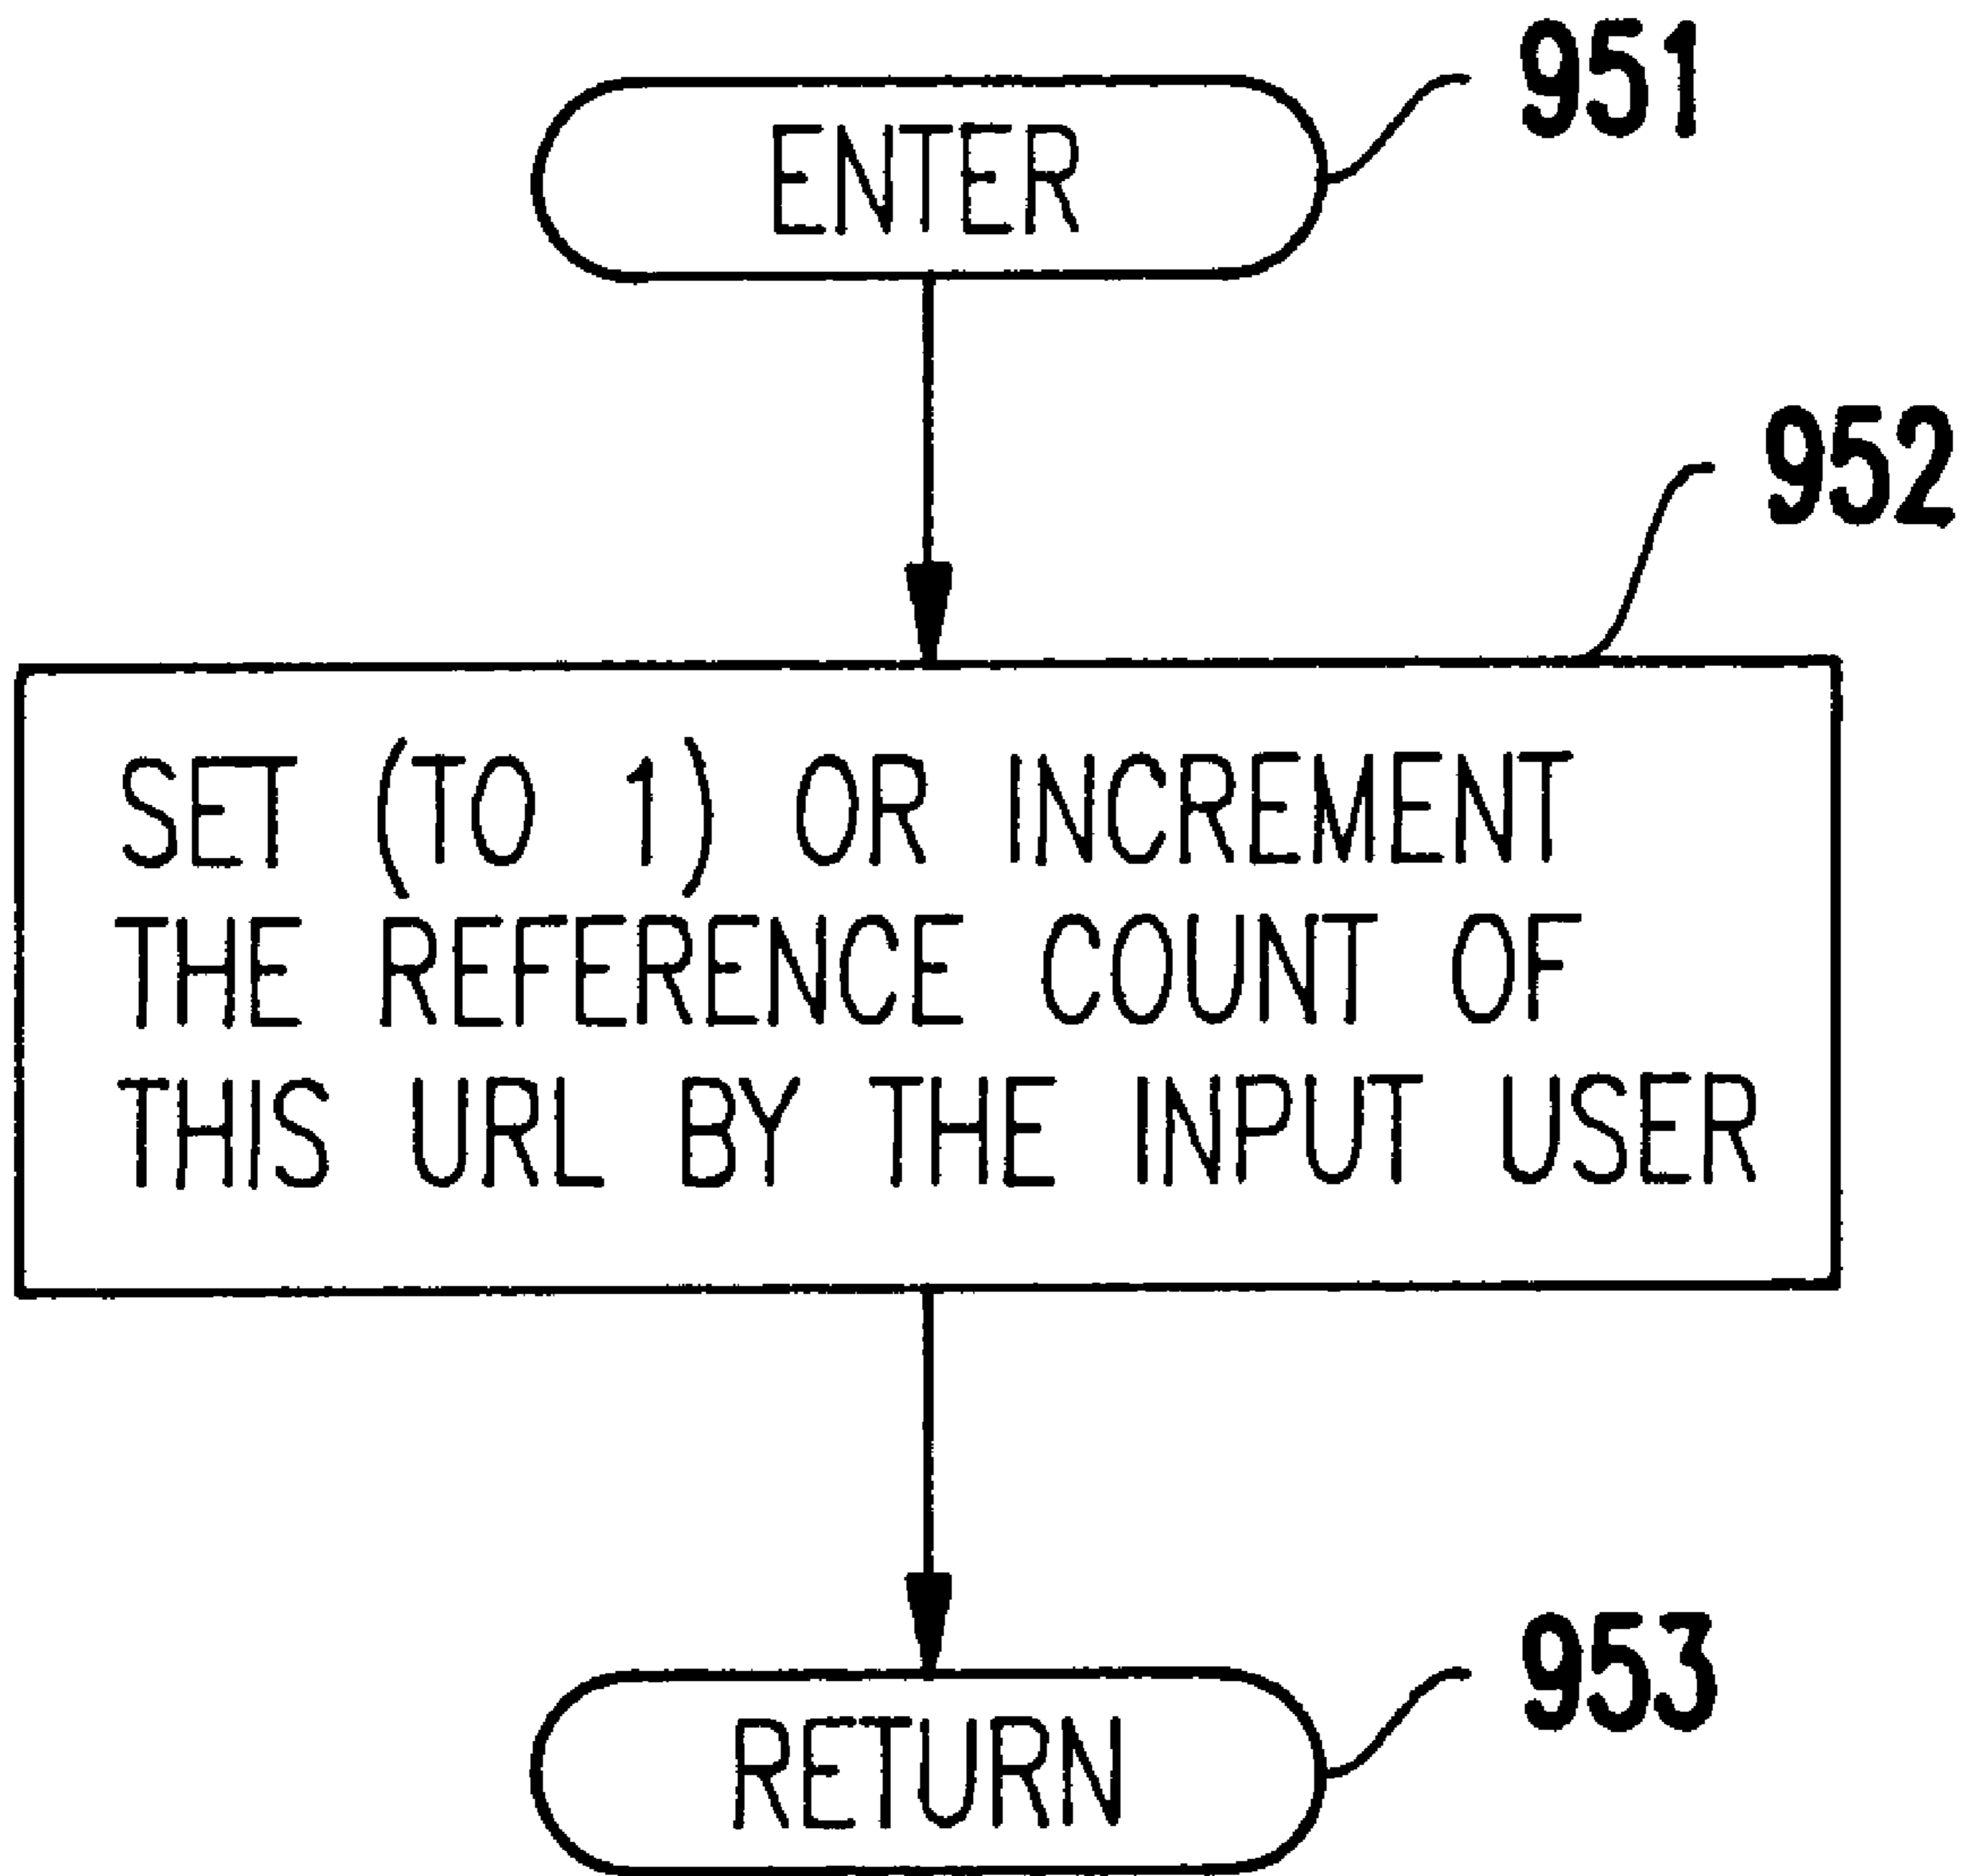 951
ENTER
952
SET (TO 1) OR INCREMENT
THE REFERENCE COUNT OF
THIS URL BY THE INPUT USER
953
RETURN